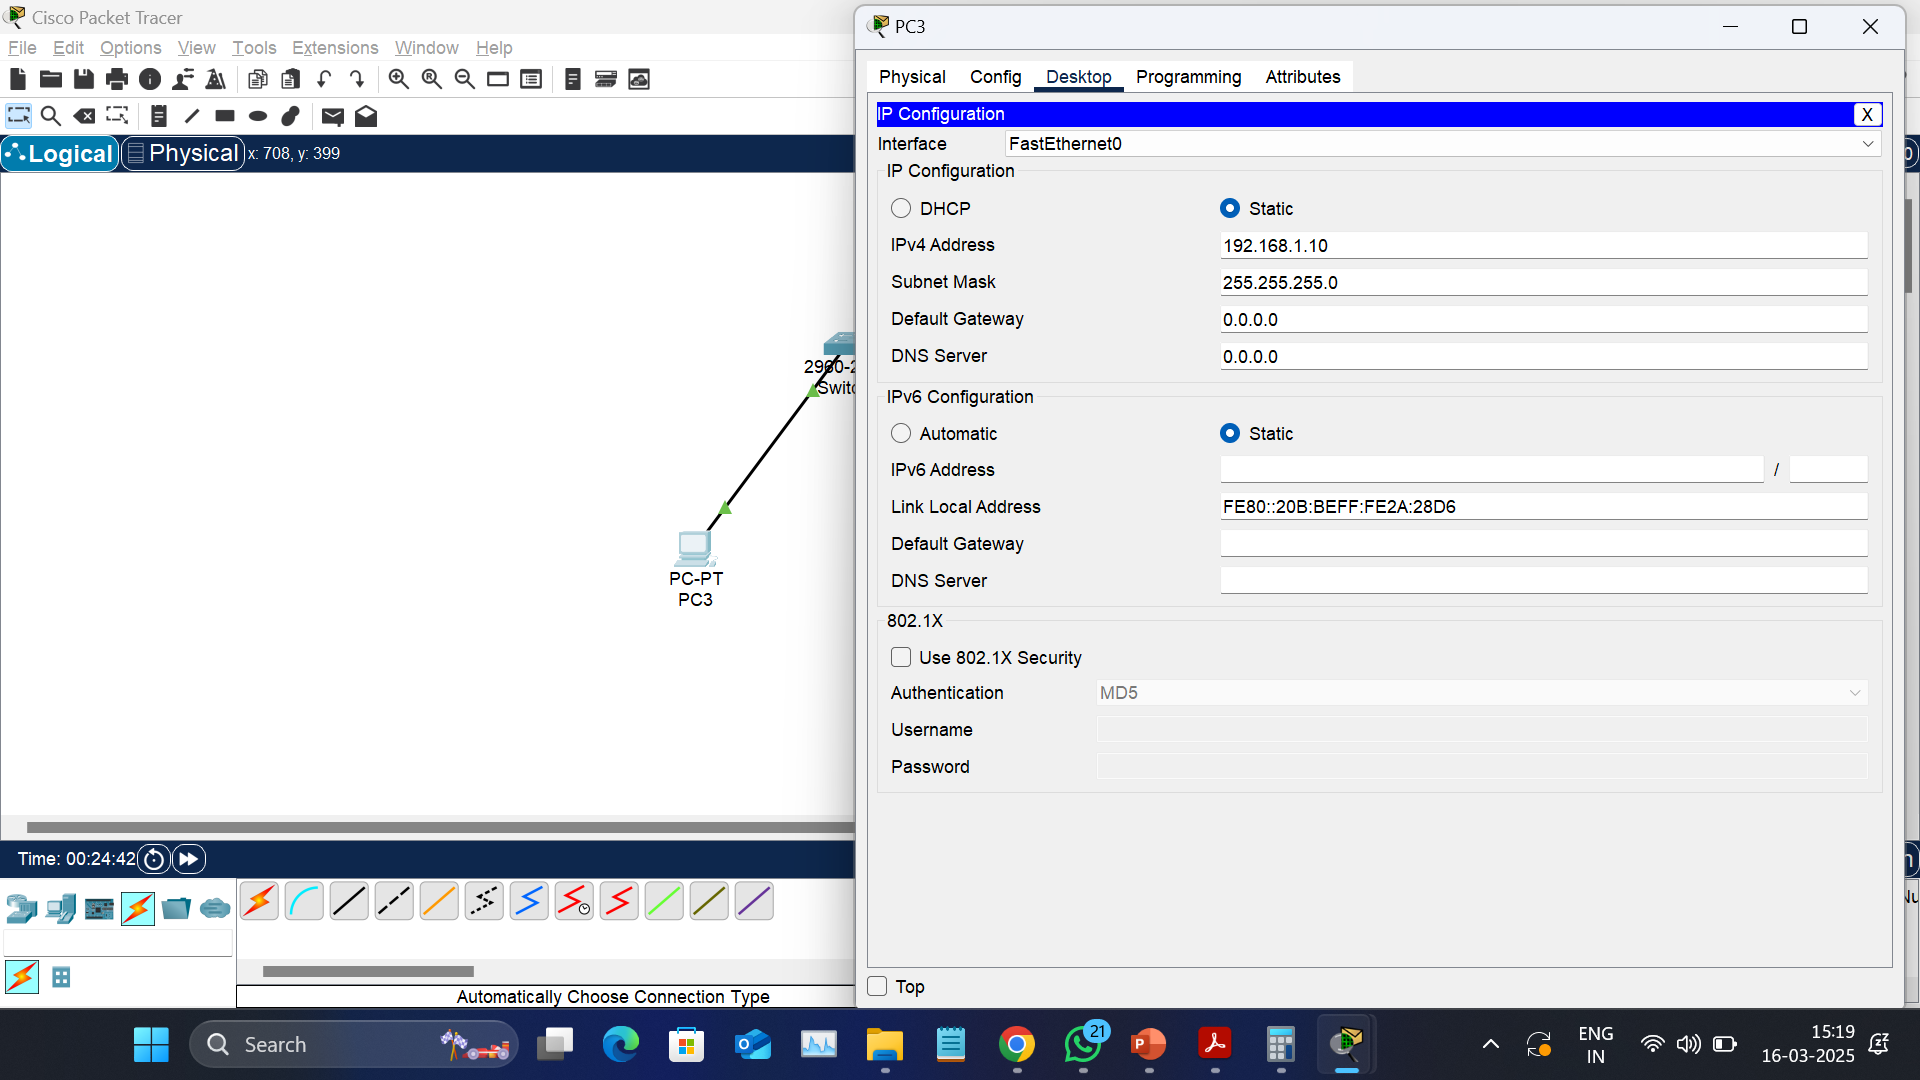 Cisco Packet Tracer
File Edit Options View Tools Extensions Window Help
Logical Physical x: 708, y: 399
2960-2
Switc
PC-PT
PC3
Time: 00:24:42
Automatically Choose Connection Type
PC3
Physical Config Desktop Programming Attributes
IP Configuration X
Interface FastEthernet0
IP Configuration
DHCP Static
IPv4 Address 192.168.1.10
Subnet Mask 255.255.255.0
Default Gateway 0.0.0.0
DNS Server 0.0.0.0
IPv6 Configuration
Automatic Static
IPv6 Address /
Link Local Address FE80::20B:BEFF:FE2A:28D6
Default Gateway
DNS Server
802.1X
Use 802.1X Security
Authentication MD5
Username
Password
Top
Search
21
ENG
IN
15:19
16-03-2025